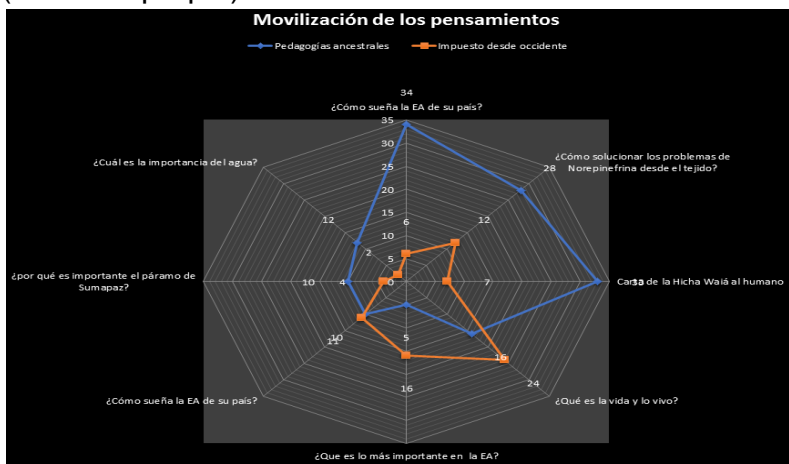 Movilización de los pensamientos
Pedagogías ancestrales
Impuesto desde occidente
34
¿Cómo sueña la EA de su país?
35
30
25
20
15
10
5
0
¿Cómo solucionar los problemas de
Norepinefrina desde el tejido?
28
12
6
¿Cuál es la importancia del agua?
12
2
¿por qué es importante el páramo de
Sumapaz?
10
4
7
Carta de la Hicha Waiá al humano
11
10
5
16
24
¿Cómo sueña la EA de su país?
¿Qué es la vida y lo vivo?
16
¿Que es lo más importante en la EA?